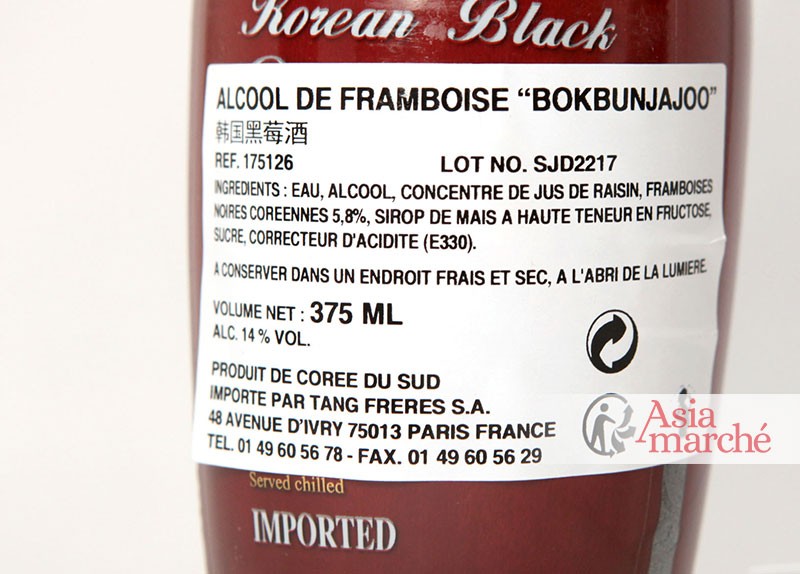 Korean Black
ALCOOL DE FRAMBOISE “BOKBUNJAJOO”
韩国黑莓酒
REF. 175126 LOT NO. SJD2217
INGREDIENTS : EAU, ALCOOL, CONCENTRE DE JUS DE RAISIN, FRAMBOISES
NOIRES COREENNES 5,8%, SIROP DE MAIS A HAUTE TENEUR EN FRUCTOSE,
SUCRE, CORRECTEUR D'ACIDITE (E330).
A CONSERVER DANS UN ENDROIT FRAIS ET SEC, A L'ABRI DE LA LUMIERE.
VOLUME NET : 375 ML
ALC. 14 % VOL.
PRODUIT DE COREE DU SUD
IMPORTE PAR TANG FRERES S.A.
48 AVENUE D'IVRY 75013 PARIS FRANCE
TEL. 01 49 60 56 78 - FAX. 01 49 60 56 29
Asia
marché
Served chilled
IMPORTED